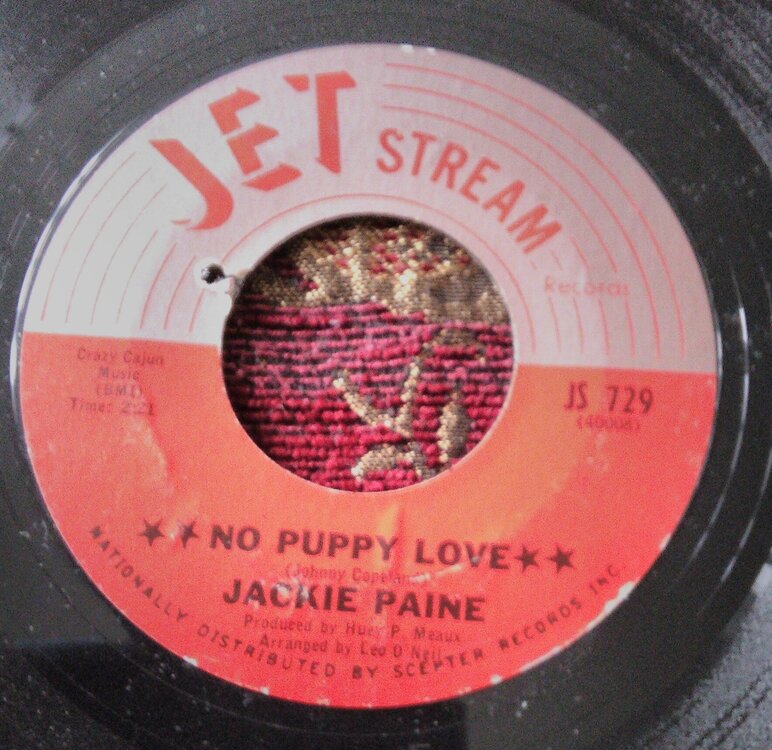 JET STREAM
Records
Crazy Cajun
Music
(BMI)
Time: 2:21
JS 729
★★NO PUPPY LOVE★★
(Johnny Copeland)
JACKIE PAINE
Produced by Huey P. Meaux
Arranged by Leo O'Neil
NATIONALLY DISTRIBUTED BY SCEPTER RECORDS INC.